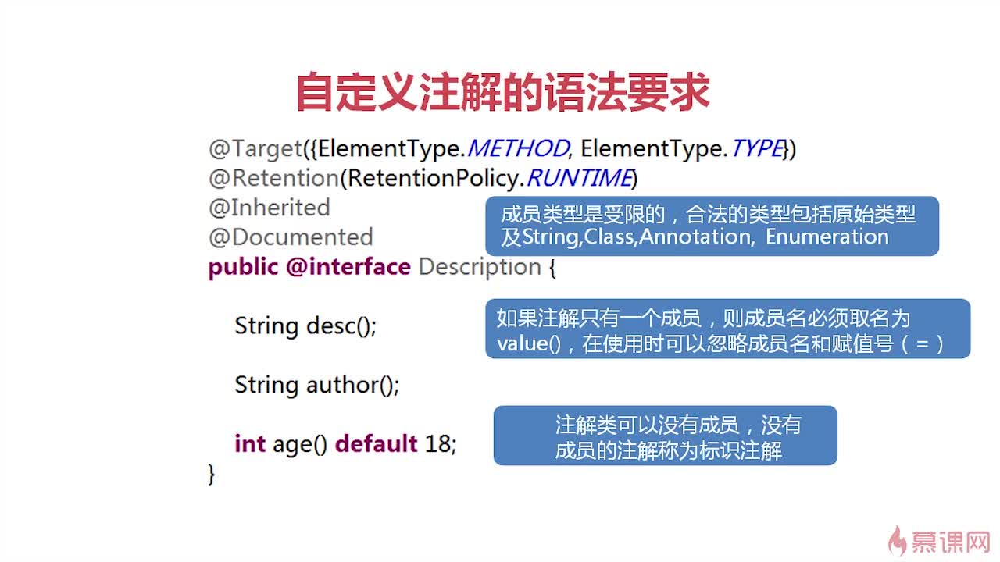 自定义注解的语法要求
@Target({ElementType.METHOD, ElementType.TYPE})
@Retention(RetentionPolicy.RUNTIME)
@Inherited
@Documented
成员类型是受限的，合法的类型包括原始类型
及String,Class,Annotation, Enumeration
public @interface Description {
String desc();
如果注解只有一个成员，则成员名必须取名为
value()，在使用时可以忽略成员名和赋值号（=）
String author();
int age() default 18;
注解类可以没有成员，没有
成员的注解称为标识注解
}
慕课网